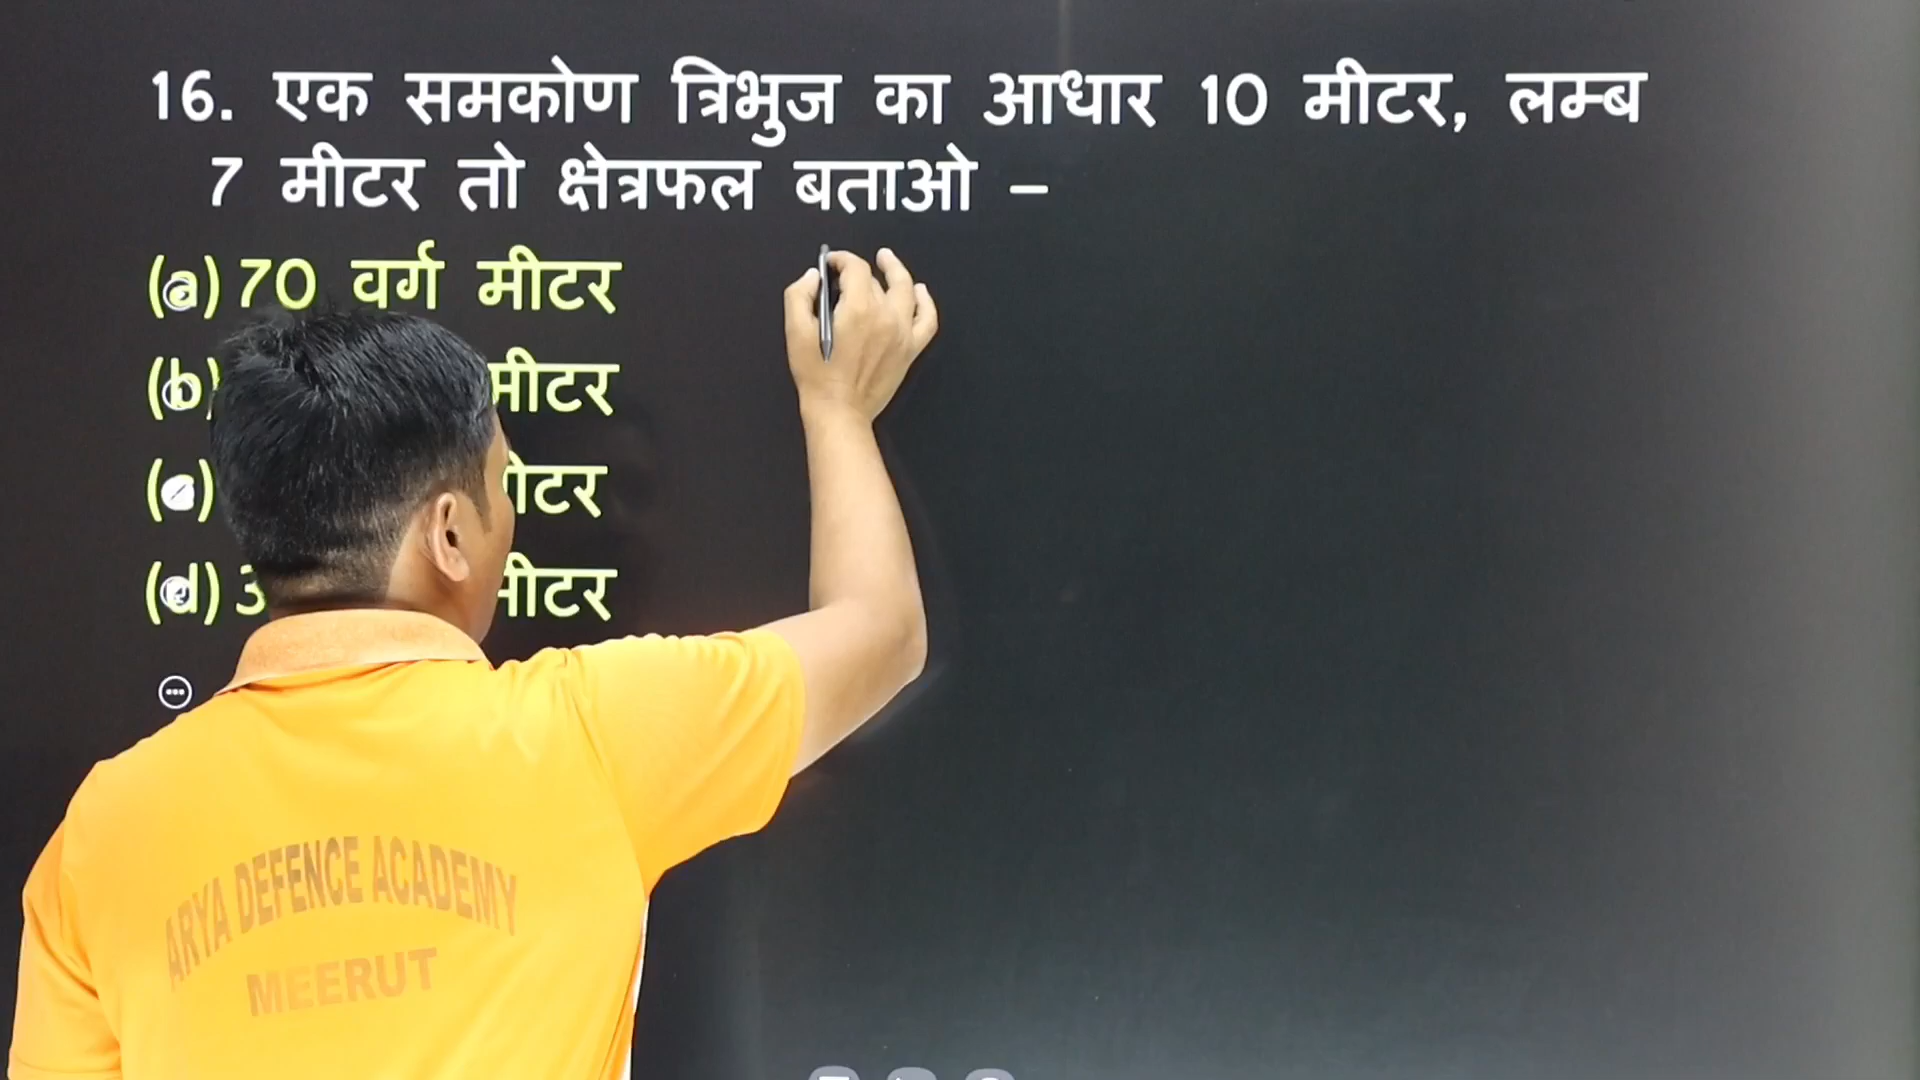 16. एक समकोण त्रिभुज का आधार 10 मीटर, लम्ब
7 मीटर तो क्षेत्रफल बताओ –
(a) 70 वर्ग मीटर
(b) मीटर
(c) मीटर
(d) 3 मीटर
ARYA DEFENCE ACADEMY
MEERUT